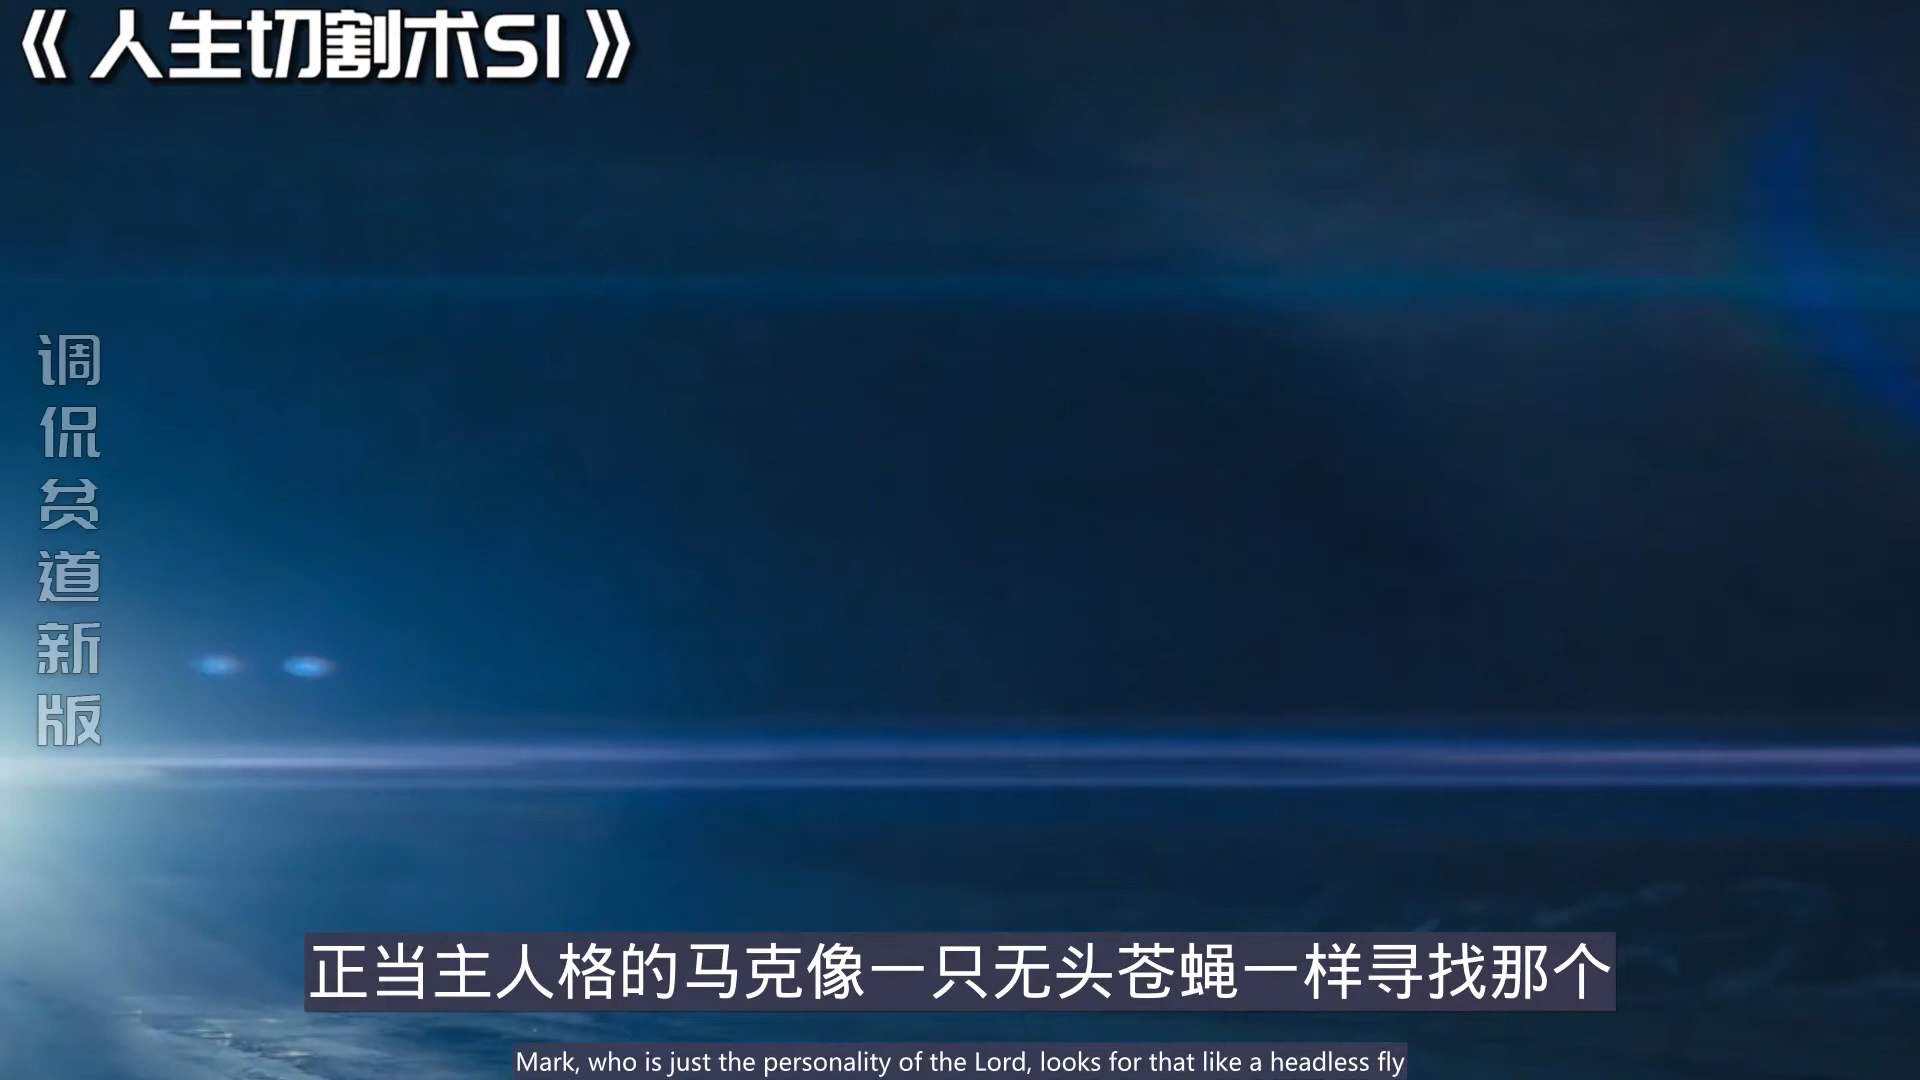 《人生切割术S1》
调侃贫道新版
正当主人格的马克像一只无头苍蝇一样寻找那个
Mark, who is just the personality of the Lord, looks for that like a headless fly